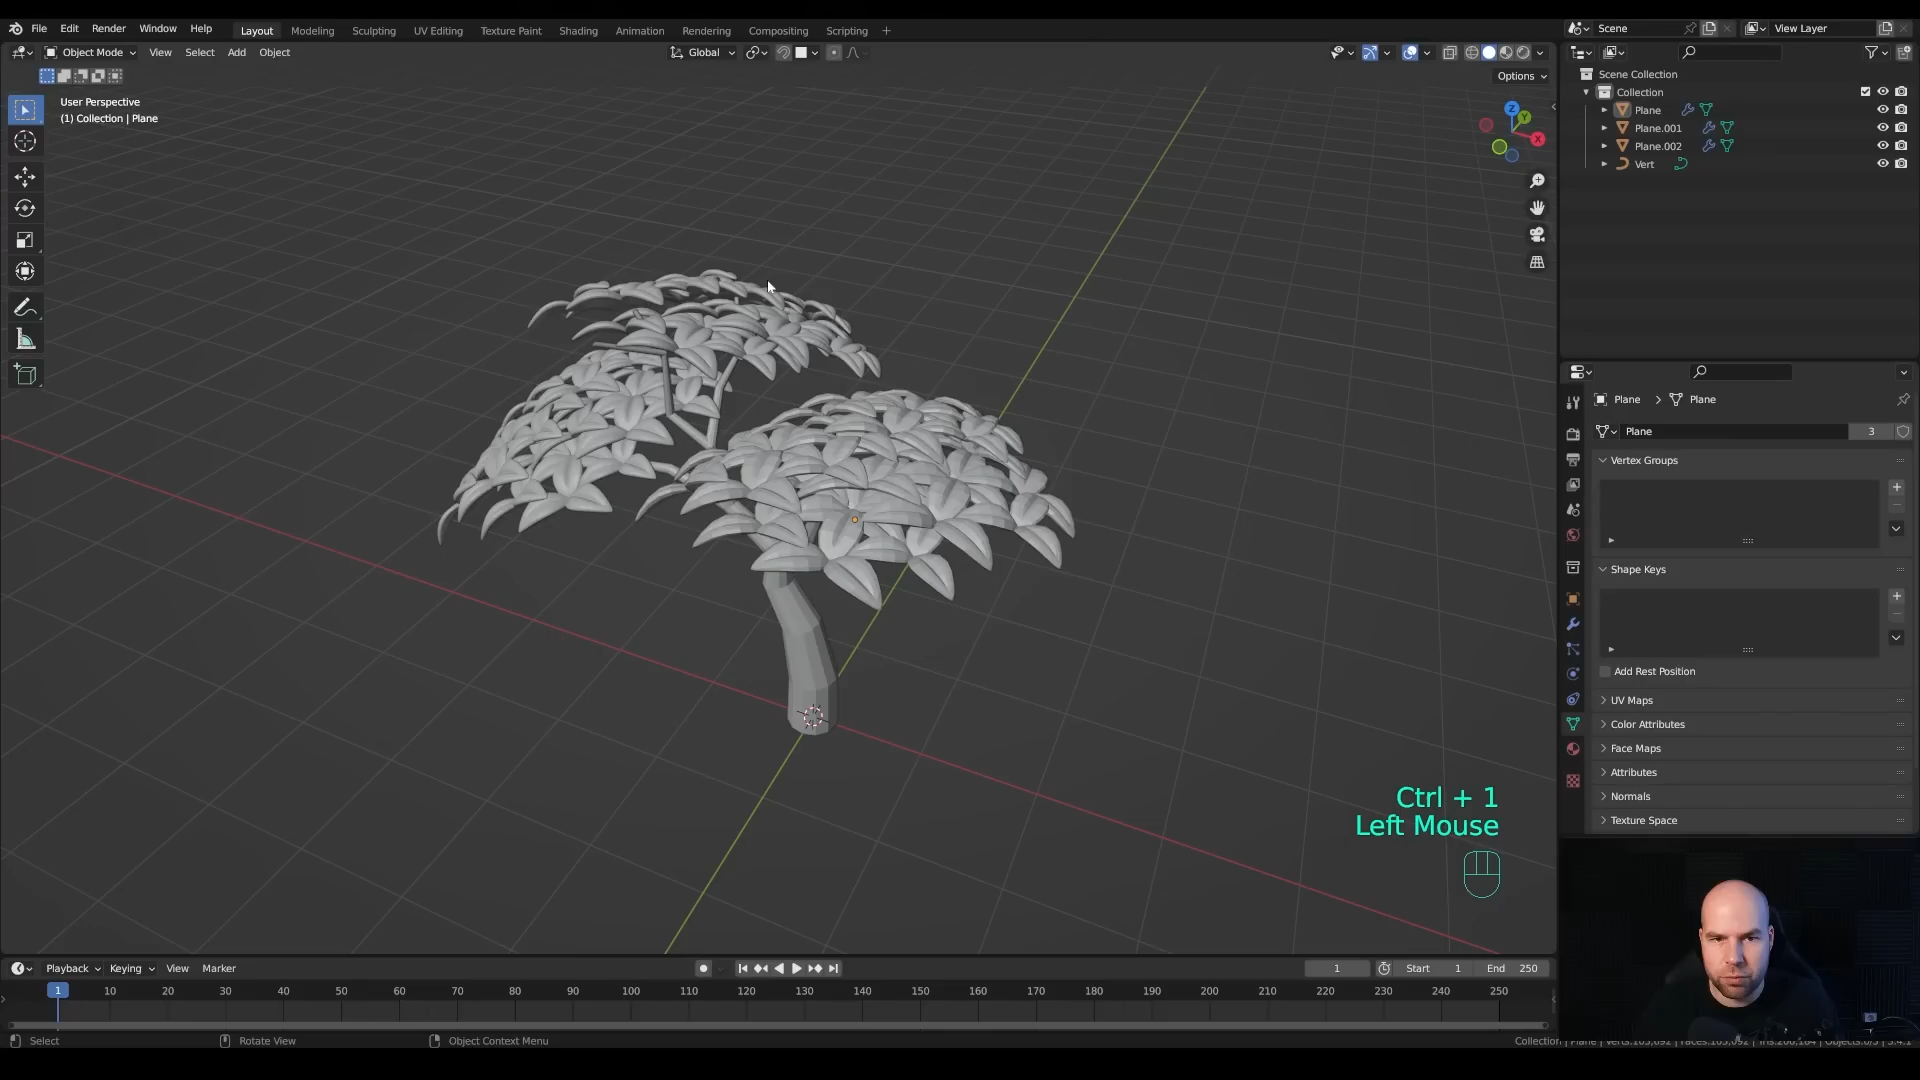 File Edit Render Window Help Layout Modeling Sculpting UV Editing Texture Paint Shading Animation Rendering Compositing Scripting + Scene View Layer
Object Mode View Select Add Object Global
Options
User Perspective
(1) Collection | Plane
Scene Collection
Collection
Plane
Plane.001
Plane.002
Vert
Z
Y
X
Plane > Plane
Plane 3
Vertex Groups
Shape Keys
Add Rest Position
UV Maps
Color Attributes
Face Maps
Attributes
Normals
Texture Space
Ctrl + 1
Left Mouse
Playback Keying View Marker 1 Start 1 End 250
1 10 20 30 40 50 60 70 80 90 100 110 120 130 140 150 160 170 180 190 200 210 220 230 240 250
Select Rotate View Object Context Menu